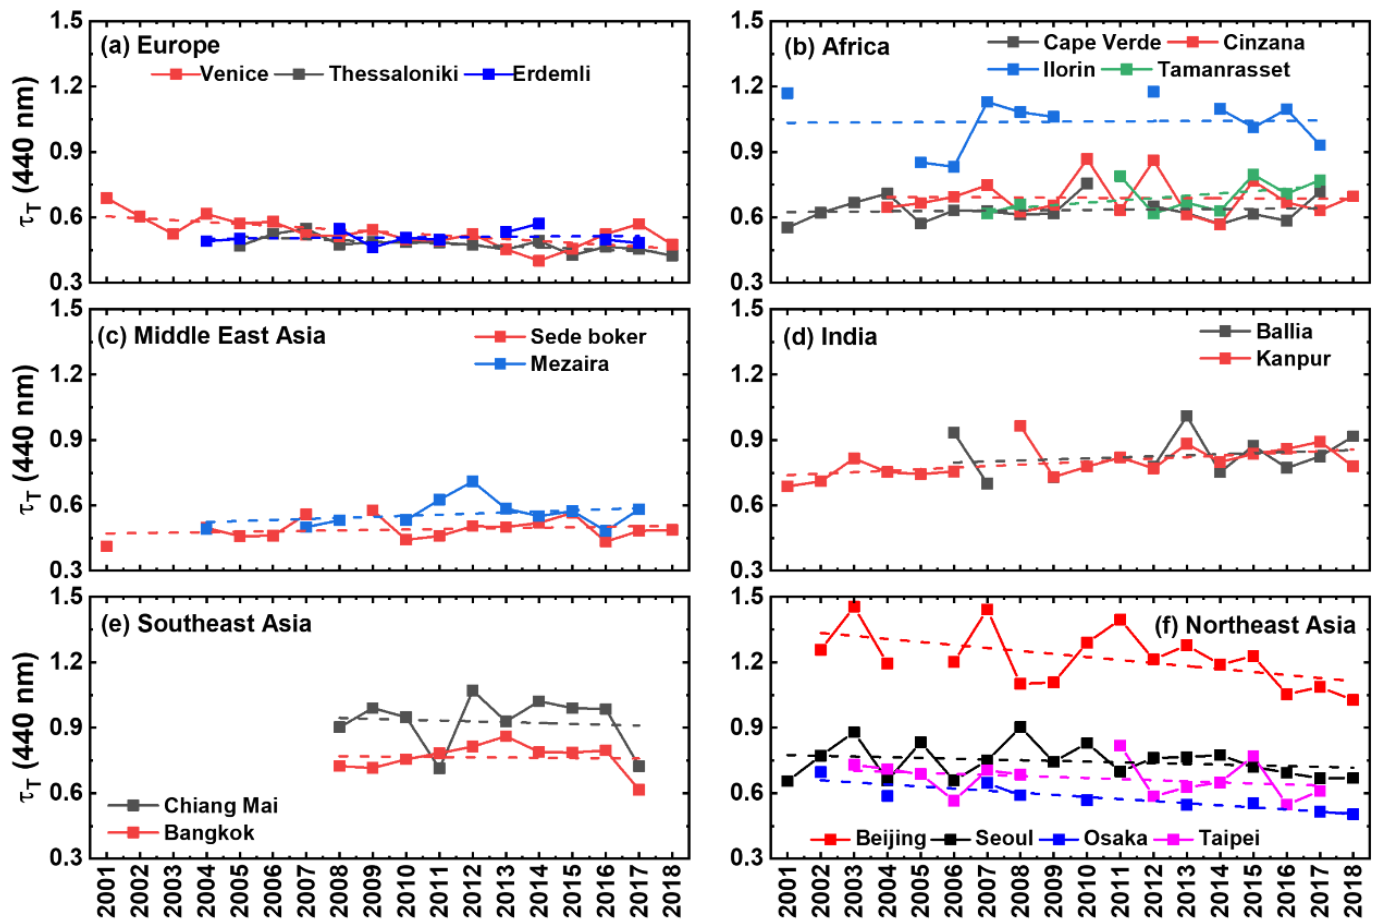 (a) Europe
Venice Thessaloniki Erdemli
1.5
1.2
0.9
0.6
0.3
τT (440 nm)
(b) Africa
Cape Verde Cinzana
Ilorin Tamanrasset
1.5
1.2
0.9
0.6
0.3
(c) Middle East Asia
Sede boker
Mezaira
1.5
1.2
0.9
0.6
0.3
τT (440 nm)
(d) India
Ballia
Kanpur
1.5
1.2
0.9
0.6
0.3
(e) Southeast Asia
Chiang Mai
Bangkok
1.5
1.2
0.9
0.6
0.3
τT (440 nm)
2001 2002 2003 2004 2005 2006 2007 2008 2009 2010 2011 2012 2013 2014 2015 2016 2017 2018
(f) Northeast Asia
Beijing Seoul Osaka Taipei
1.5
1.2
0.9
0.6
0.3
2001 2002 2003 2004 2005 2006 2007 2008 2009 2010 2011 2012 2013 2014 2015 2016 2017 2018